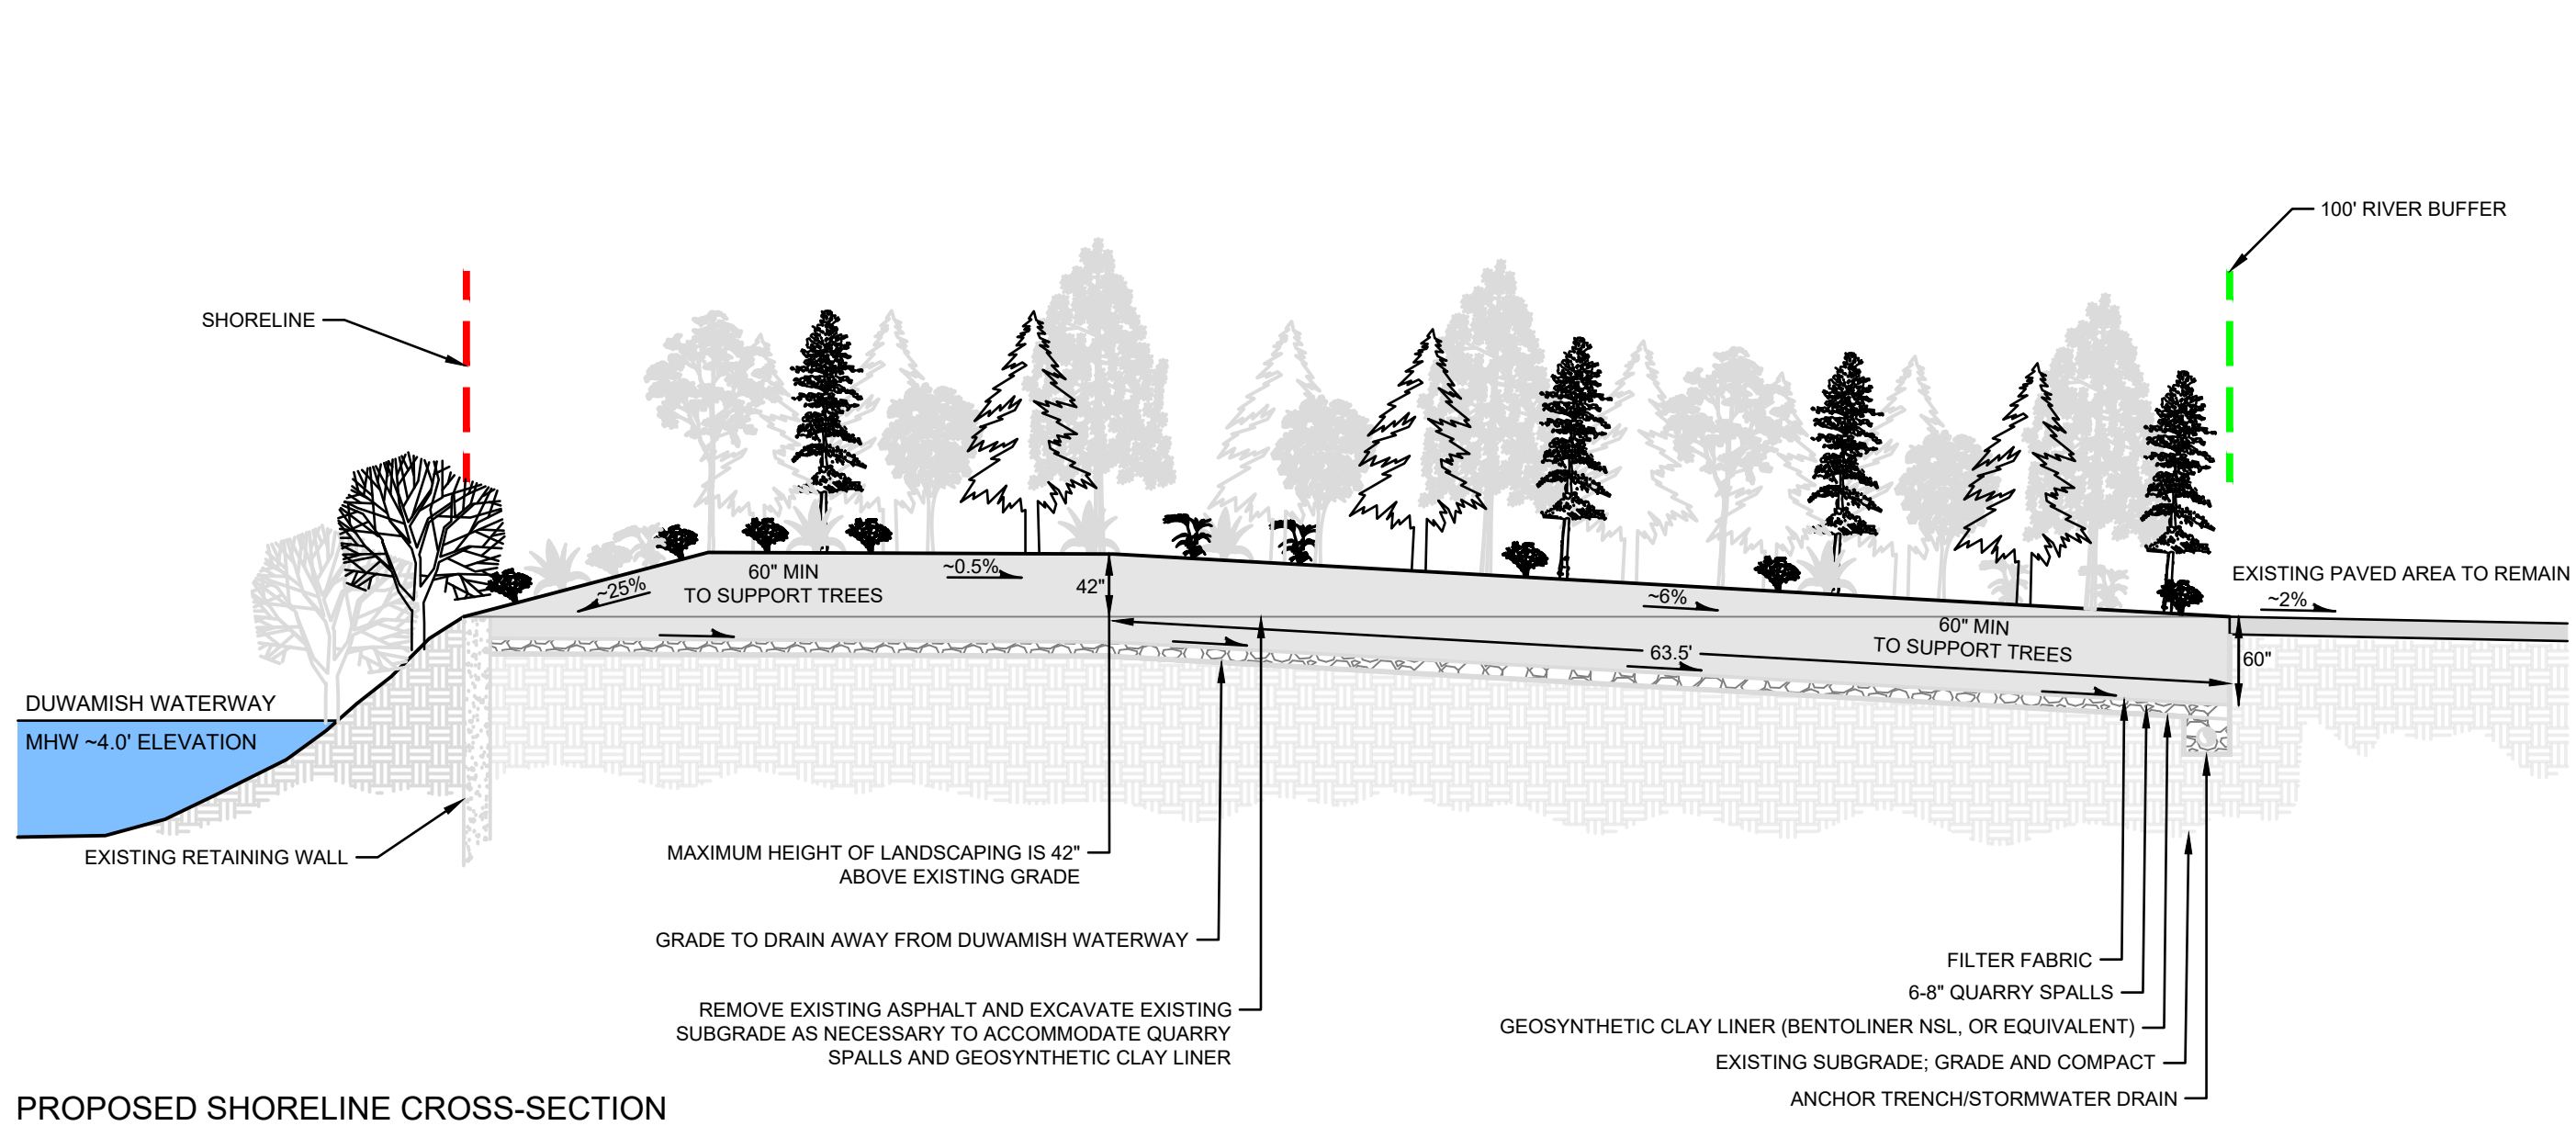 100' RIVER BUFFER
SHORELINE
EXISTING PAVED AREA TO REMAIN
~2%
60" MIN
TO SUPPORT TREES
~25%
~0.5%
42"
~6%
60" MIN
TO SUPPORT TREES
63.5'
60"
DUWAMISH WATERWAY
MHW ~4.0' ELEVATION
EXISTING RETAINING WALL
MAXIMUM HEIGHT OF LANDSCAPING IS 42"
ABOVE EXISTING GRADE
GRADE TO DRAIN AWAY FROM DUWAMISH WATERWAY
REMOVE EXISTING ASPHALT AND EXCAVATE EXISTING
SUBGRADE AS NECESSARY TO ACCOMMODATE QUARRY
SPALLS AND GEOSYNTHETIC CLAY LINER
FILTER FABRIC
6-8" QUARRY SPALLS
GEOSYNTHETIC CLAY LINER (BENTOLINER NSL, OR EQUIVALENT)
EXISTING SUBGRADE; GRADE AND COMPACT
ANCHOR TRENCH/STORMWATER DRAIN
PROPOSED SHORELINE CROSS-SECTION